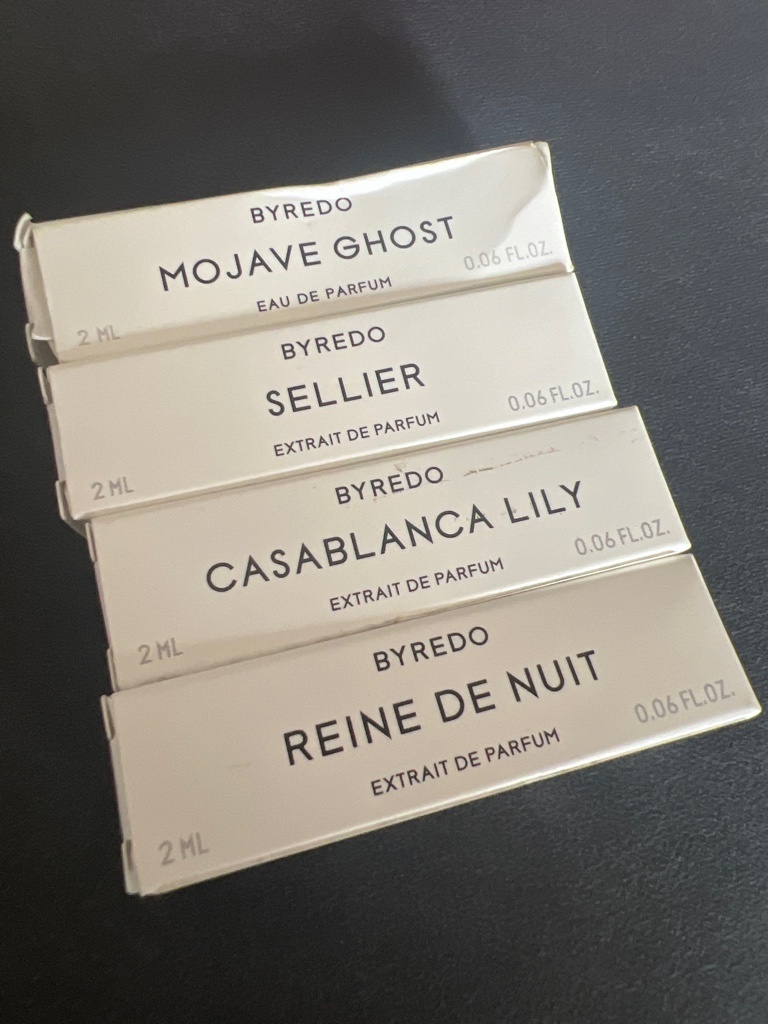 BYREDO
MOJAVE GHOST
EAU DE PARFUM
2 ML
0.06 FL.OZ.
BYREDO
SELLIER
EXTRAIT DE PARFUM
2 ML
0.06 FL.OZ.
BYREDO
CASABLANCA LILY
EXTRAIT DE PARFUM
2 ML
0.06 FL.OZ.
BYREDO
REINE DE NUIT
EXTRAIT DE PARFUM
2 ML
0.06 FL.OZ.